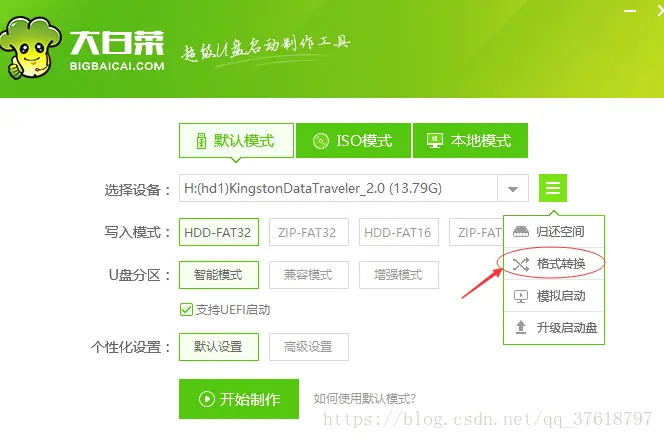 大白菜
BIGBAICAI.COM
超级U盘启动制作工具
默认模式
ISO模式
本地模式
选择设备：
H:(hd1)KingstonDataTraveler_2.0 (13.79G)
写入模式：
HDD-FAT32
ZIP-FAT32
HDD-FAT16
ZIP-FAT
归还空间
格式转换
模拟启动
升级启动盘
U盘分区：
智能模式
兼容模式
增强模式
支持UEFI启动
个性化设置：
默认设置
高级设置
开始制作
如何使用默认模式?
https://blog.csdn.net/qq_37618797